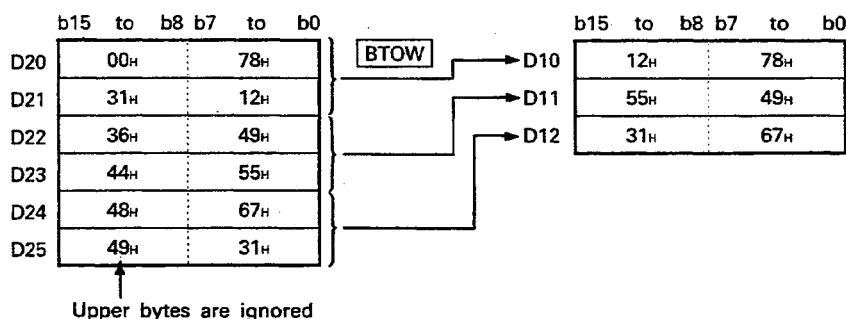 b15 to b8 b7 to b0 b15 to b8 b7 to b0
D20 00H 78H BTOW D10 12H 78H
D21 31H 12H D11 55H 49H
D22 36H 49H D12 31H 67H
D23 44H 55H
D24 48H 67H
D25 49H 31H
Upper bytes are ignored